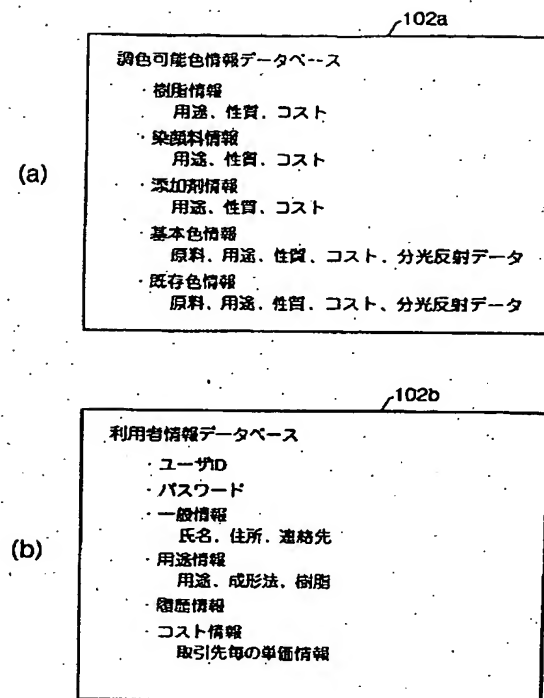 102a
(a)
調色可能色情報データベース
・樹脂情報
用途、性質、コスト
・染顔料情報
用途、性質、コスト
・添加剤情報
用途、性質、コスト
・基本色情報
原料、用途、性質、コスト、分光反射データ
・既存色情報
原料、用途、性質、コスト、分光反射データ
102b
(b)
利用者情報データベース
・ユーザID
・パスワード
・一般情報
氏名、住所、連絡先
・用途情報
用途、成形法、樹脂
・履歴情報
・コスト情報
取引先毎の単価情報